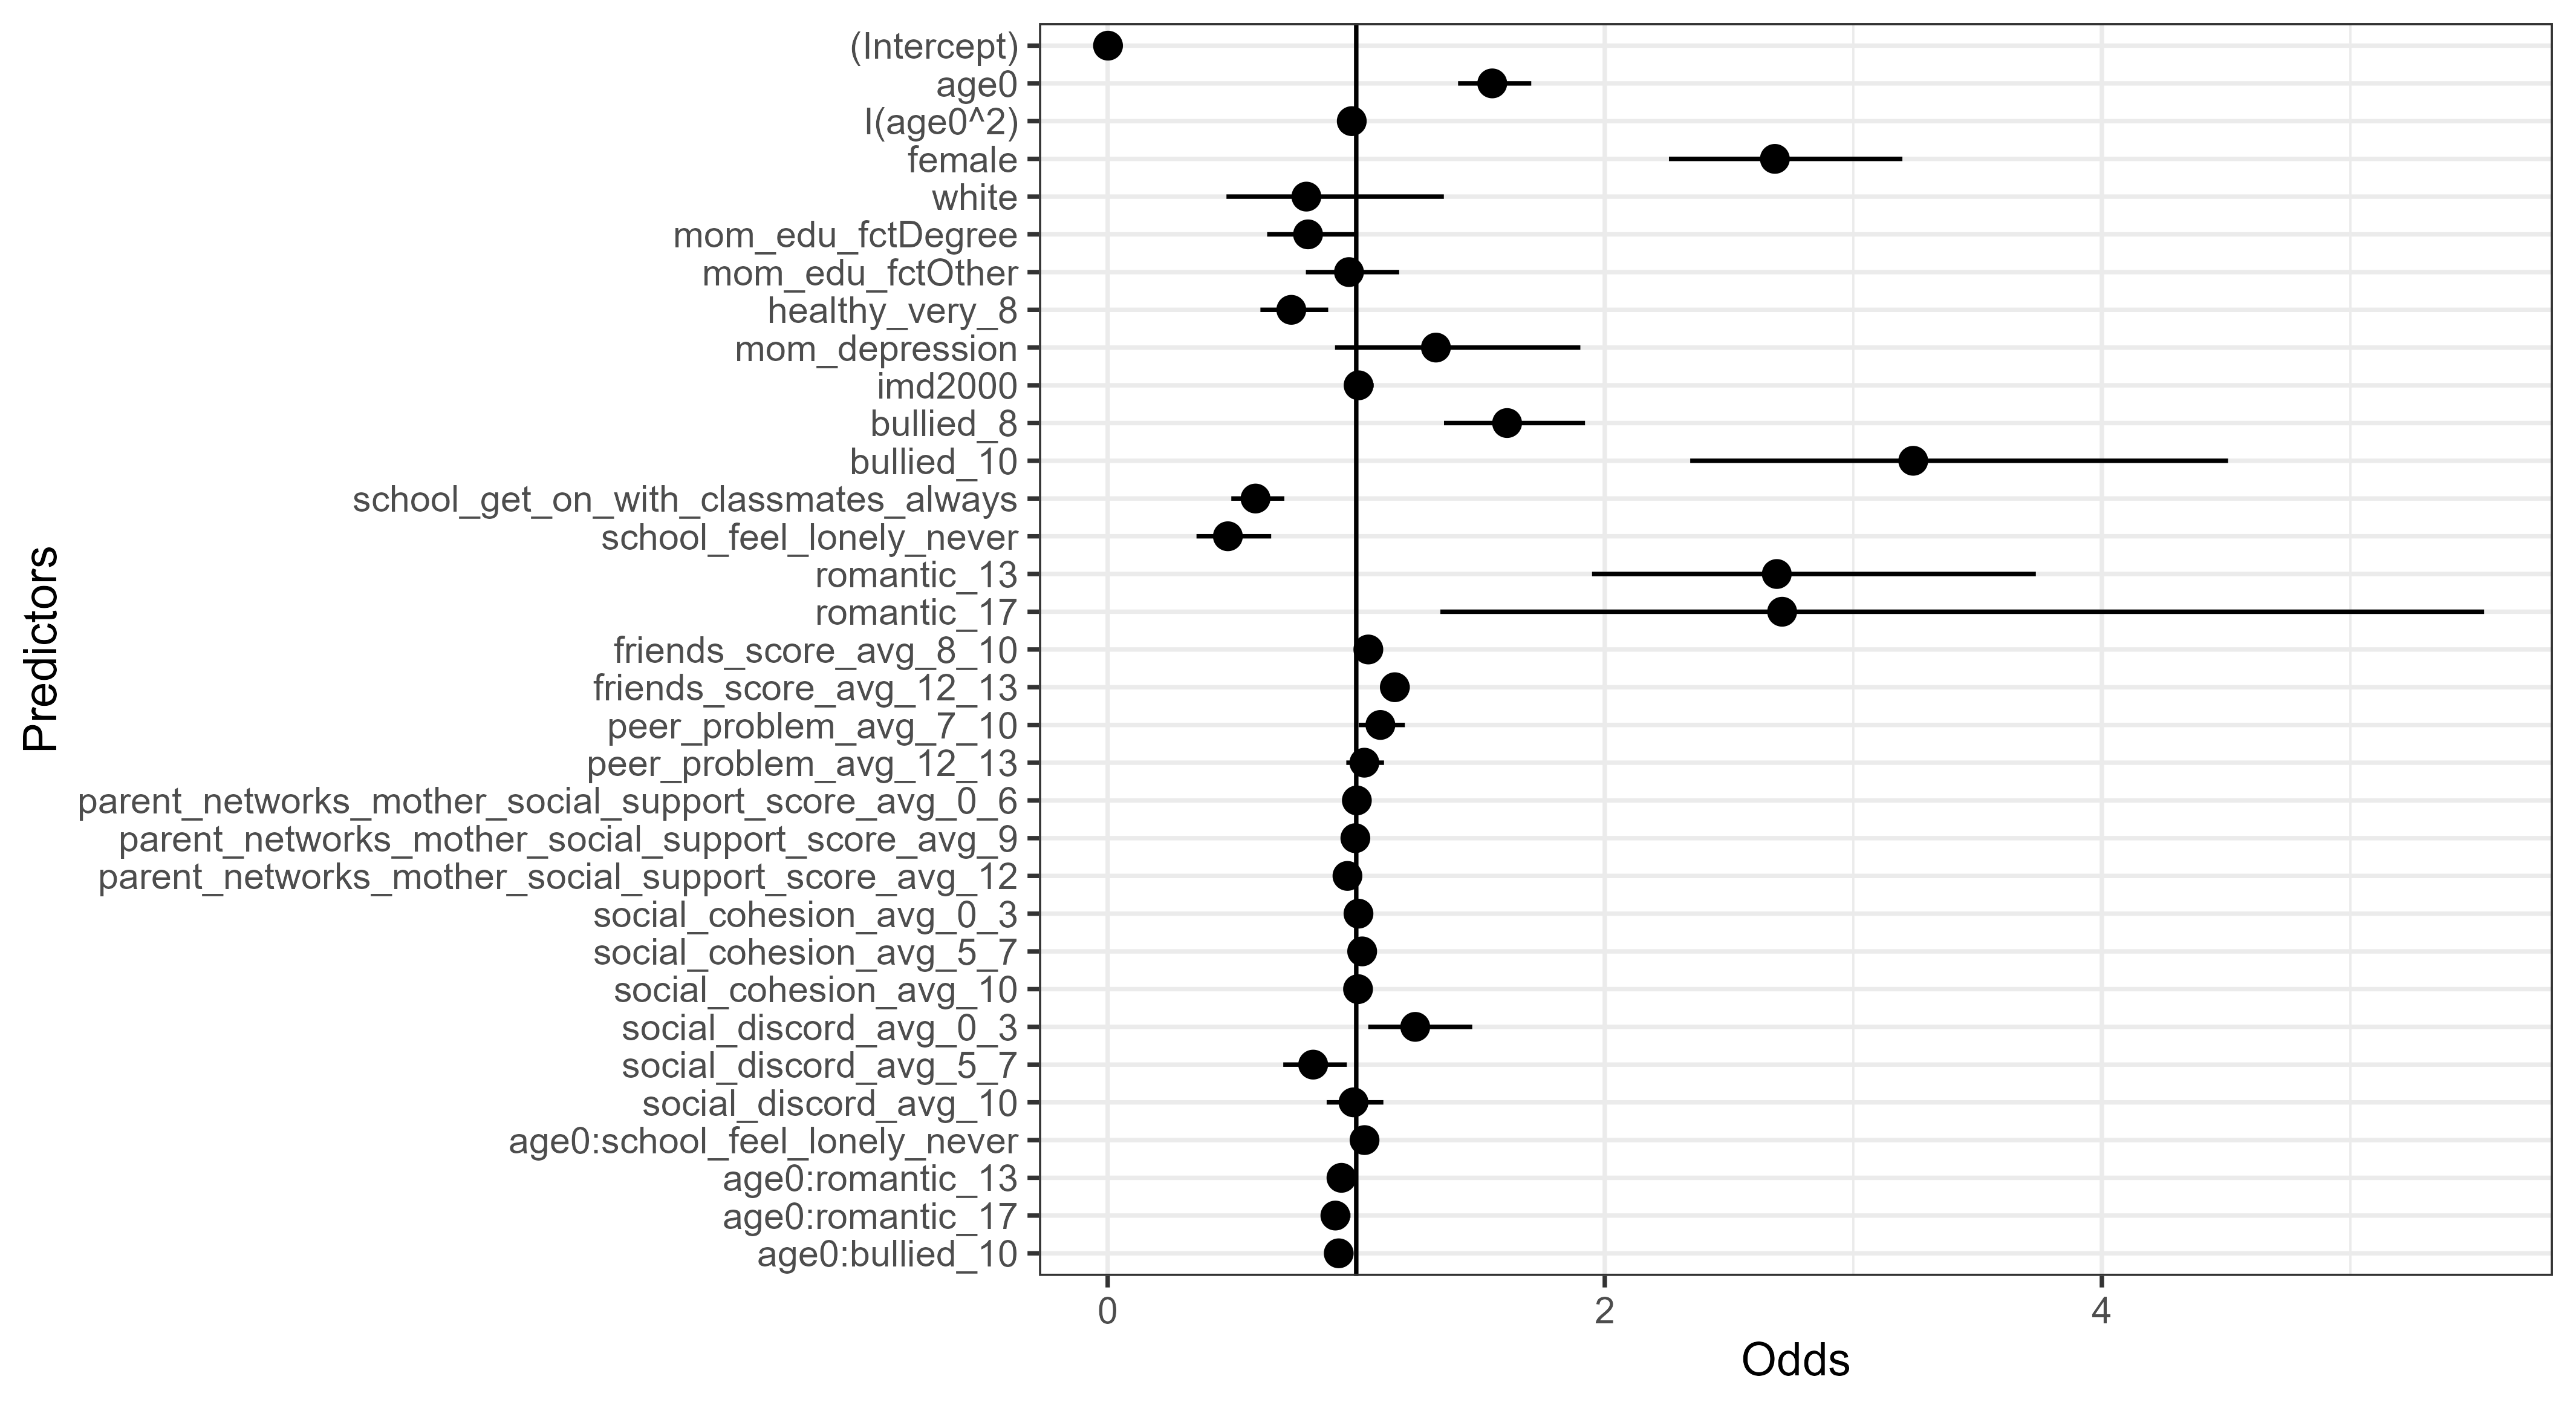 Predictors
(Intercept)
age0
I(age0^2)
female
white
mom_edu_fctDegree
mom_edu_fctOther
healthy_very_8
mom_depression
imd2000
bullied_8
bullied_10
school_get_on_with_classmates_always
school_feel_lonely_never
romantic_13
romantic_17
friends_score_avg_8_10
friends_score_avg_12_13
peer_problem_avg_7_10
peer_problem_avg_12_13
parent_networks_mother_social_support_score_avg_0_6
parent_networks_mother_social_support_score_avg_9
parent_networks_mother_social_support_score_avg_12
social_cohesion_avg_0_3
social_cohesion_avg_5_7
social_cohesion_avg_10
social_discord_avg_0_3
social_discord_avg_5_7
social_discord_avg_10
age0:school_feel_lonely_never
age0:romantic_13
age0:romantic_17
age0:bullied_10
0 2 4
Odds